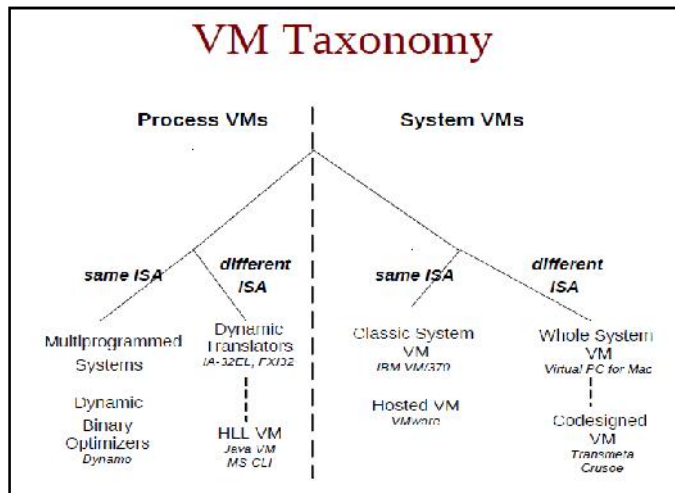 VM Taxonomy
Process VMs
System VMs
same ISA
different
ISA
same ISA
different
ISA
Multiprogrammed
Systems
Dynamic
Binary
Optimizers
Dynamo
Dynamic
Translators
IA-32EL, FX!32
HLL VM
Java VM
MS CLI
Classic System
VM
IBM VM/370
Hosted VM
VMware
Whole System
VM
Virtual PC for Mac
Codesigned
VM
Transmeta
Crusoe